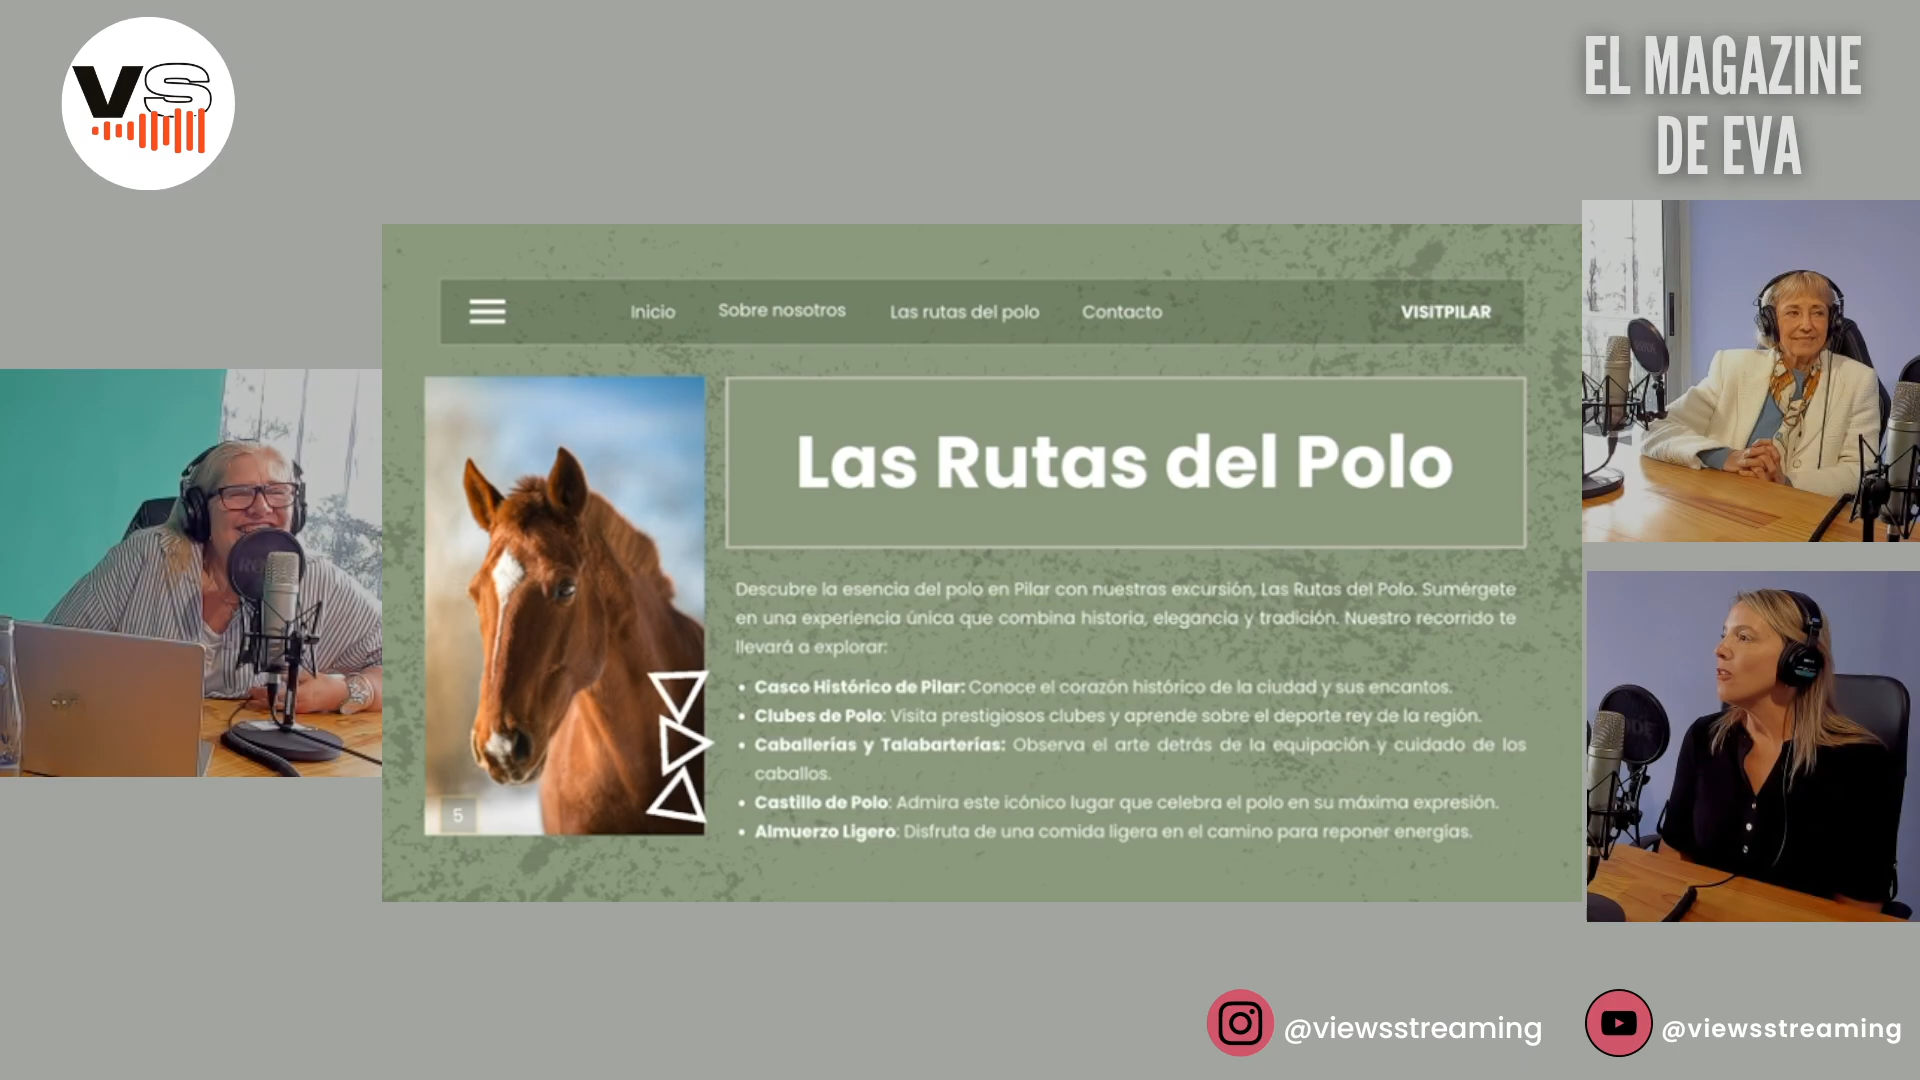 VS
EL MAGAZINE
DE EVA
Inicio
Sobre nosotros
Las rutas del polo
Contacto
VISITPILAR
Las Rutas del Polo
Descubre la esencia del polo en Pilar con nuestras excursión, Las Rutas del Polo. Sumérgete
en una experiencia única que combina historia, elegancia y tradición. Nuestro recorrido te
llevará a explorar:
• Casco Histórico de Pilar: Conoce el corazón histórico de la ciudad y sus encantos.
• Clubes de Polo: Visita prestigiosos clubes y aprende sobre el deporte rey de la región.
• Caballerías y Talabarterías: Observa el arte detrás de la equipación y cuidado de los
caballos.
• Castillo de Polo: Admira este icónico lugar que celebra el polo en su máxima expresión.
• Almuerzo Ligero: Disfruta de una comida ligera en el camino para reponer energías.
5
RODE
@viewsstreaming
@viewsstreaming